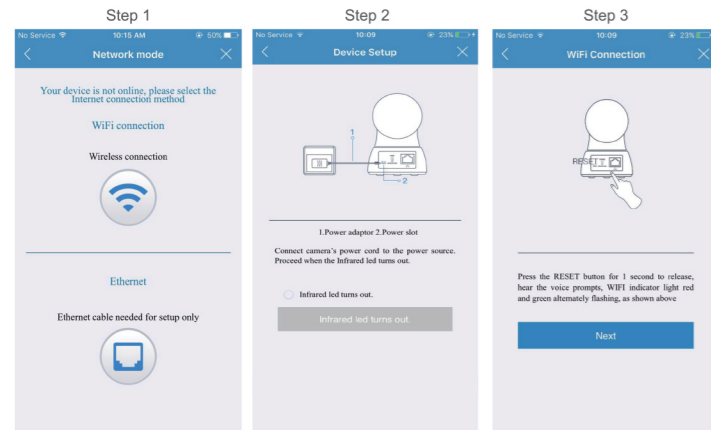 Step 1
No Service 10:15 AM 50%
Network mode
Your device is not online, please select the
Internet connection method
WiFi connection
Wireless connection
Ethernet
Ethernet cable needed for setup only
Step 2
No Service 10:09 23%
Device Setup
1
2
1.Power adaptor 2.Power slot
Connect camera's power cord to the power source.
Proceed when the Infrared led turns out.
Infrared led turns out.
Infrared led turns out.
Step 3
No Service 10:09 23%
WiFi Connection
RESET
Press the RESET button for 1 second to release,
hear the voice prompts, WIFI indicator light red
and green altemately flashing, as shown above
Next